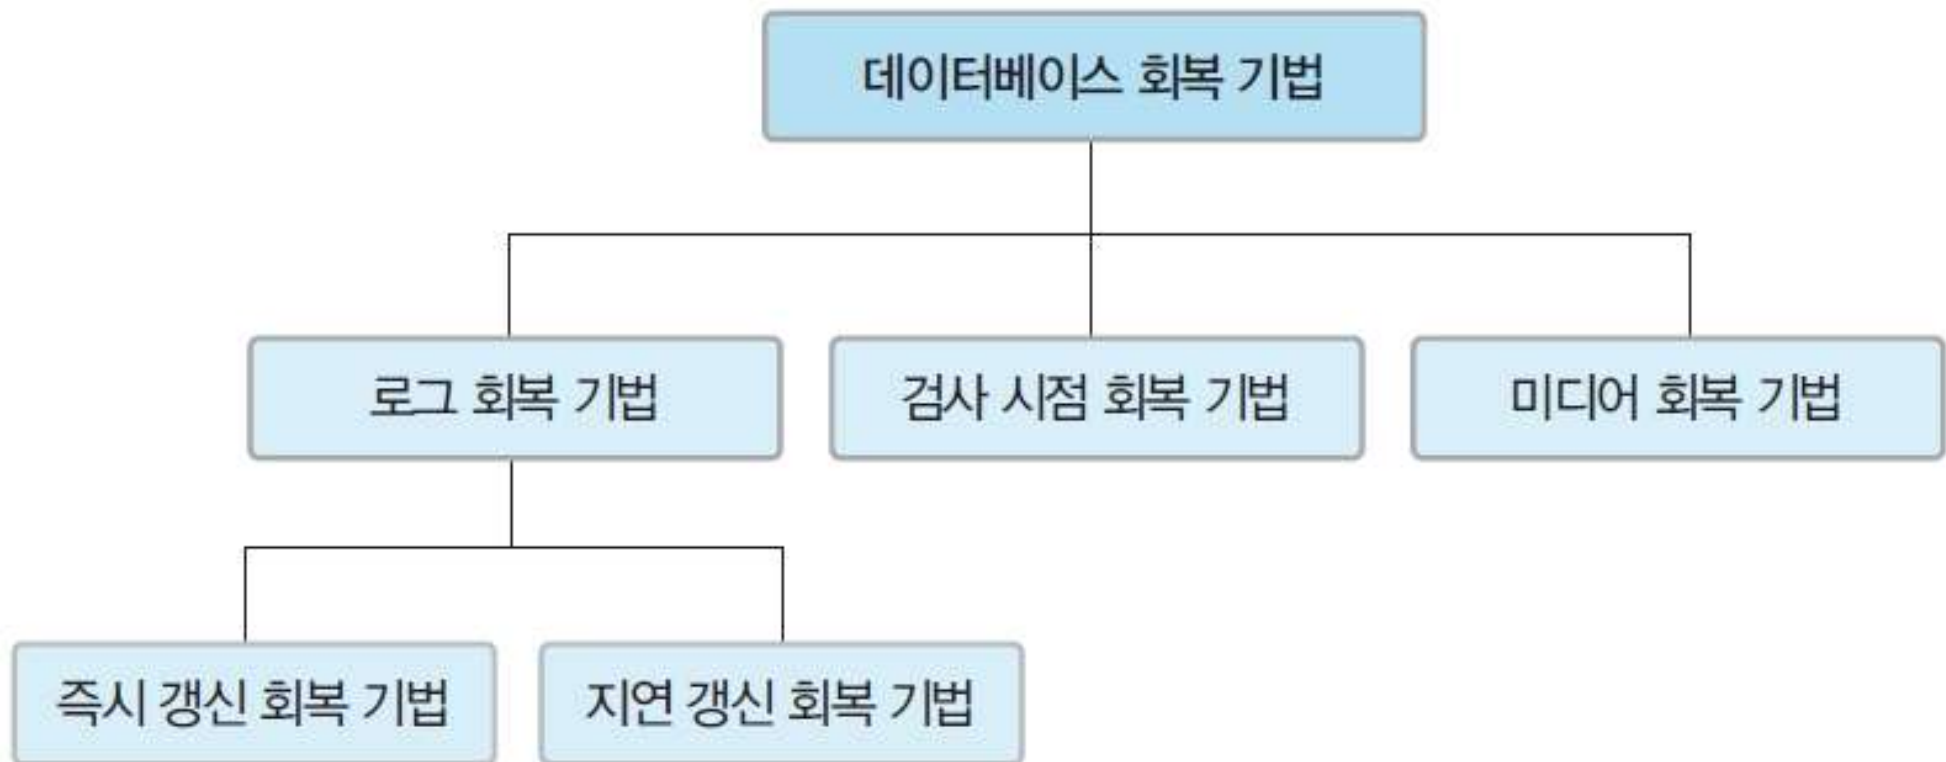 데이터베이스 회복 기법
로그 회복 기법
검사 시점 회복 기법
미디어 회복 기법
즉시 갱신 회복 기법
지연 갱신 회복 기법